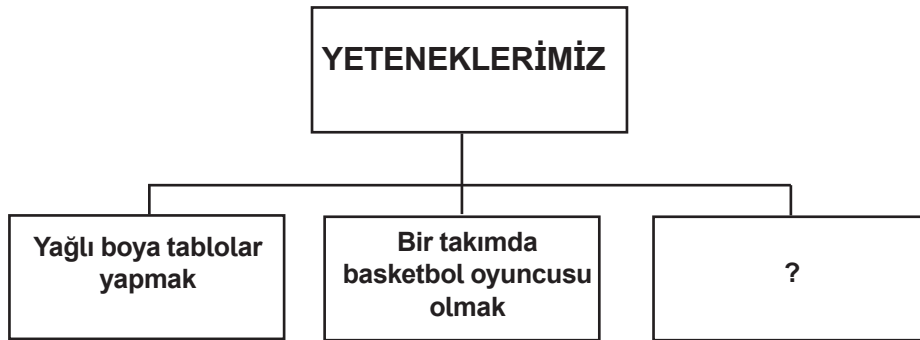 YETENEKLERİMİZ
Yağlı boya tablolar
yapmak
Bir takımda
basketbol oyuncusu
olmak
?